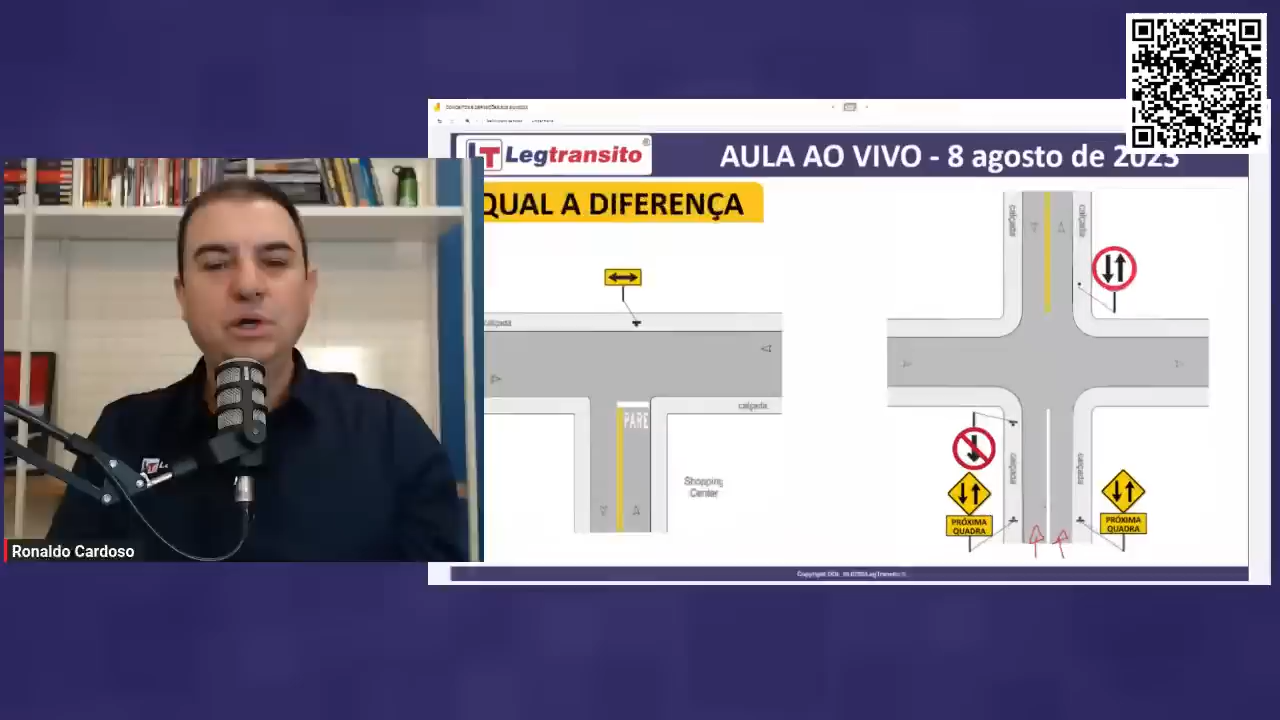 Legtransito®
AULA AO VIVO - 8 agosto de 2023
QUAL A DIFERENÇA
calçada
calçada
calçada
calçada
PARE
Shopping
Center
calçada
calçada
PRÓXIMA
QUADRA
PRÓXIMA
QUADRA
Ronaldo Cardoso